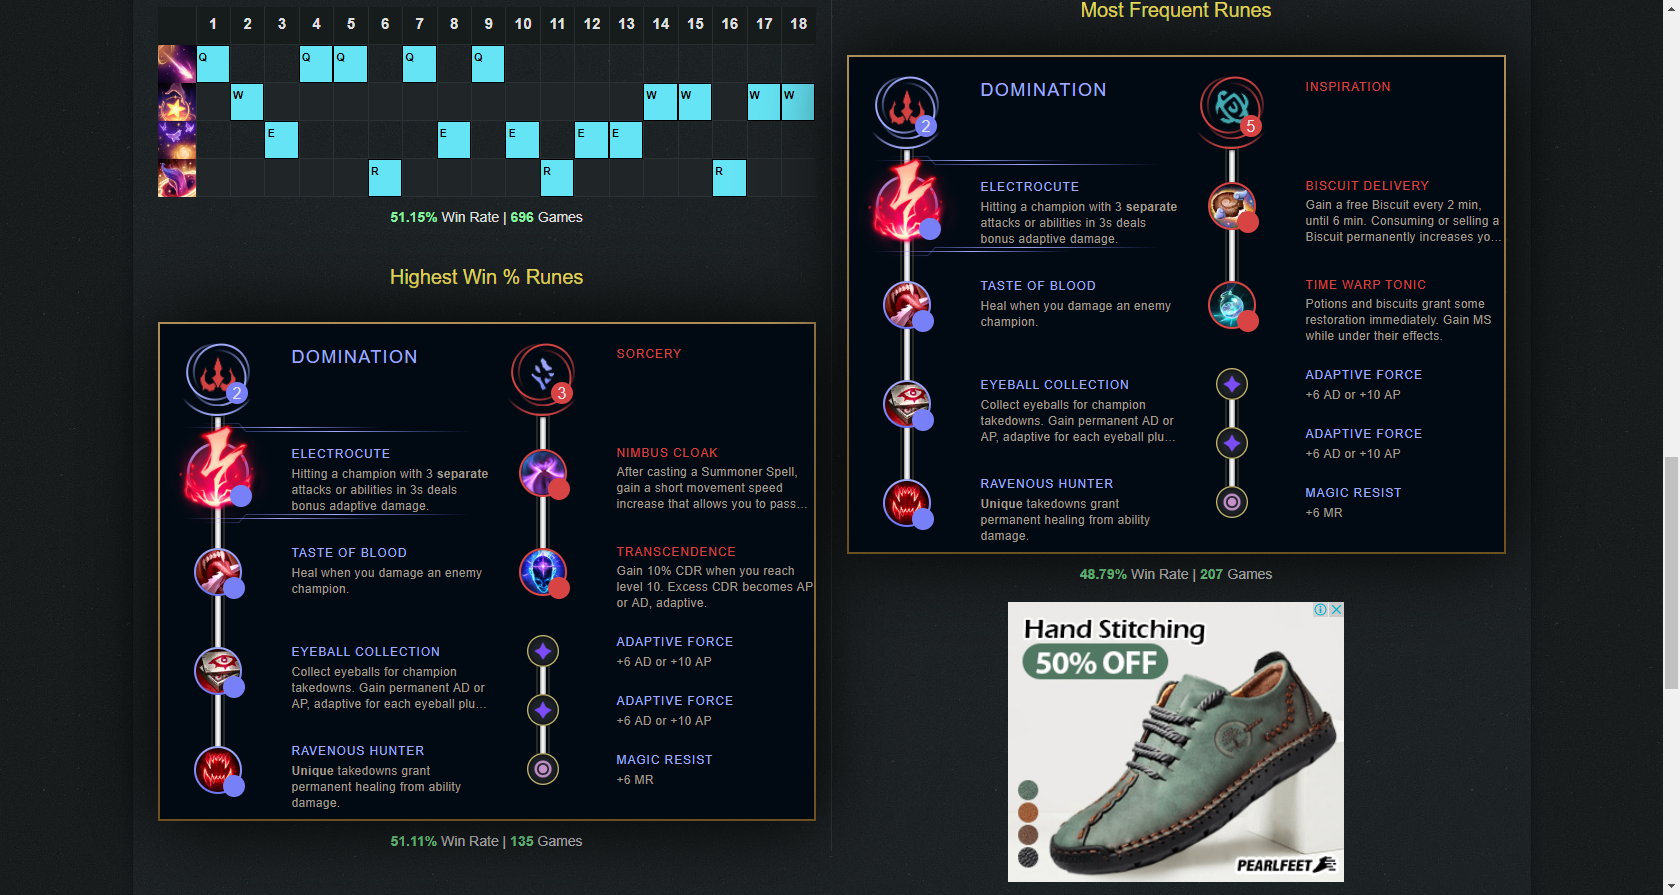 1 2 3 4 5 6 7 8 9 10 11 12 13 14 15 16 17 18
Q Q Q Q Q
W W W W W
E E E E E
R R R
51.15% Win Rate | 696 Games
Highest Win % Runes
2
DOMINATION
ELECTROCUTE
Hitting a champion with 3 separate
attacks or abilities in 3s deals
bonus adaptive damage.
TASTE OF BLOOD
Heal when you damage an enemy
champion.
EYEBALL COLLECTION
Collect eyeballs for champion
takedowns. Gain permanent AD or
AP, adaptive for each eyeball plu...
RAVENOUS HUNTER
Unique takedowns grant
permanent healing from ability
damage.
3
SORCERY
NIMBUS CLOAK
After casting a Summoner Spell,
gain a short movement speed
increase that allows you to pass...
TRANSCENDENCE
Gain 10% CDR when you reach
level 10. Excess CDR becomes AP
or AD, adaptive.
ADAPTIVE FORCE
+6 AD or +10 AP
ADAPTIVE FORCE
+6 AD or +10 AP
MAGIC RESIST
+6 MR
51.11% Win Rate | 135 Games
Most Frequent Runes
2
DOMINATION
ELECTROCUTE
Hitting a champion with 3 separate
attacks or abilities in 3s deals
bonus adaptive damage.
TASTE OF BLOOD
Heal when you damage an enemy
champion.
EYEBALL COLLECTION
Collect eyeballs for champion
takedowns. Gain permanent AD or
AP, adaptive for each eyeball plu...
RAVENOUS HUNTER
Unique takedowns grant
permanent healing from ability
damage.
5
INSPIRATION
BISCUIT DELIVERY
Gain a free Biscuit every 2 min,
until 6 min. Consuming or selling a
Biscuit permanently increases yo...
TIME WARP TONIC
Potions and biscuits grant some
restoration immediately. Gain MS
while under their effects.
ADAPTIVE FORCE
+6 AD or +10 AP
ADAPTIVE FORCE
+6 AD or +10 AP
MAGIC RESIST
+6 MR
48.79% Win Rate | 207 Games
Hand Stitching
50% OFF
PEARLFEET